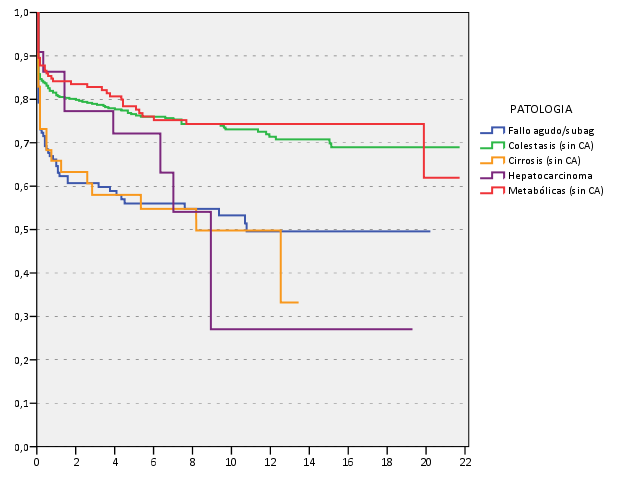 1,0
0,9
0,8
0,7
0,6
0,5
0,4
0,3
0,2
0,1
0,0
0 2 4 6 8 10 12 14 16 18 20 22
PATOLOGIA
Fallo agudo/subag
Colestasis (sin CA)
Cirrosis (sin CA)
Hepatocarcinoma
Metabólicas (sin CA)